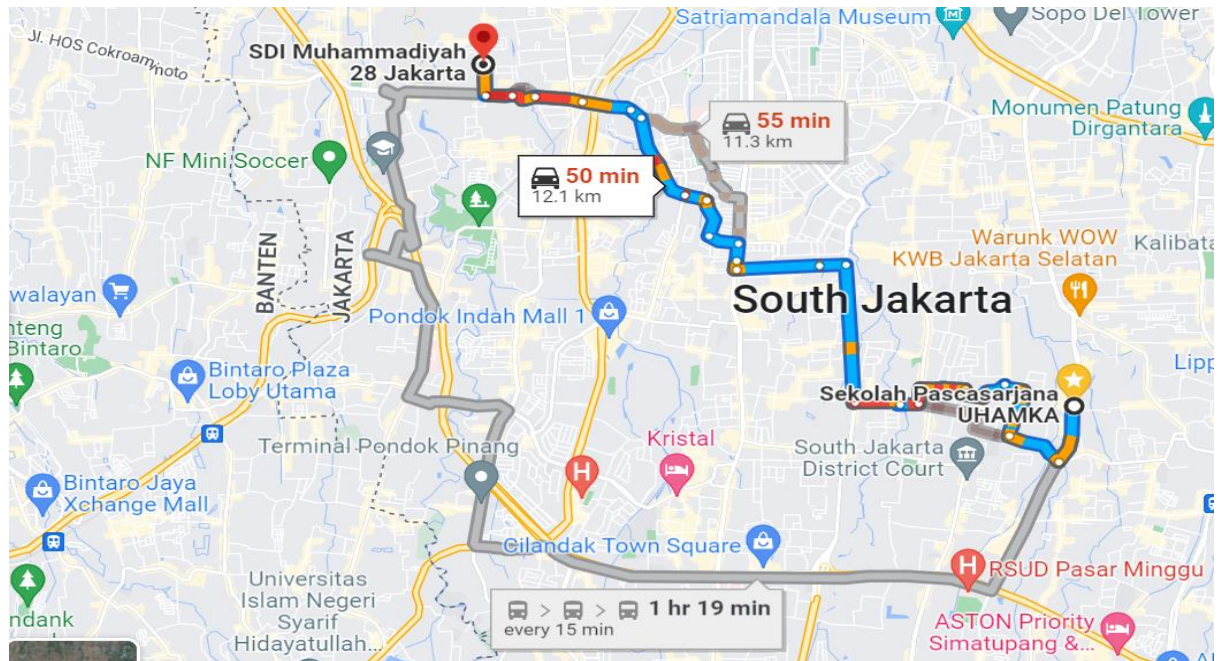 Satriamandala Museum
Sopo Del Tower
Jl. HOS Cokroaminoto
SDI Muhammadiyah
28 Jakarta
Monumen Patung
Dirgantara
55 min
11.3 km
NF Mini Soccer
50 min
12.1 km
BANTEN
JAKARTA
Warunk WOW
KWB Jakarta Selatan
Kalibata
walayan
South Jakarta
Pondok Indah Mall 1
nteng
Bintaro
Bintaro Plaza
Loby Utama
Lipp
Sekolah Pascasarjana
UHAMKA
Terminal Pondok Pinang
Kristal
South Jakarta
District Court
H
Bintaro Jaya
Xchange Mall
Cilandak Town Square
H
RSUD Pasar Minggu
Universitas
Islam Negeri
Syarif
Hidayatullah...
1 hr 19 min
every 15 min
ndank
ASTON Priority
Simatupang &...